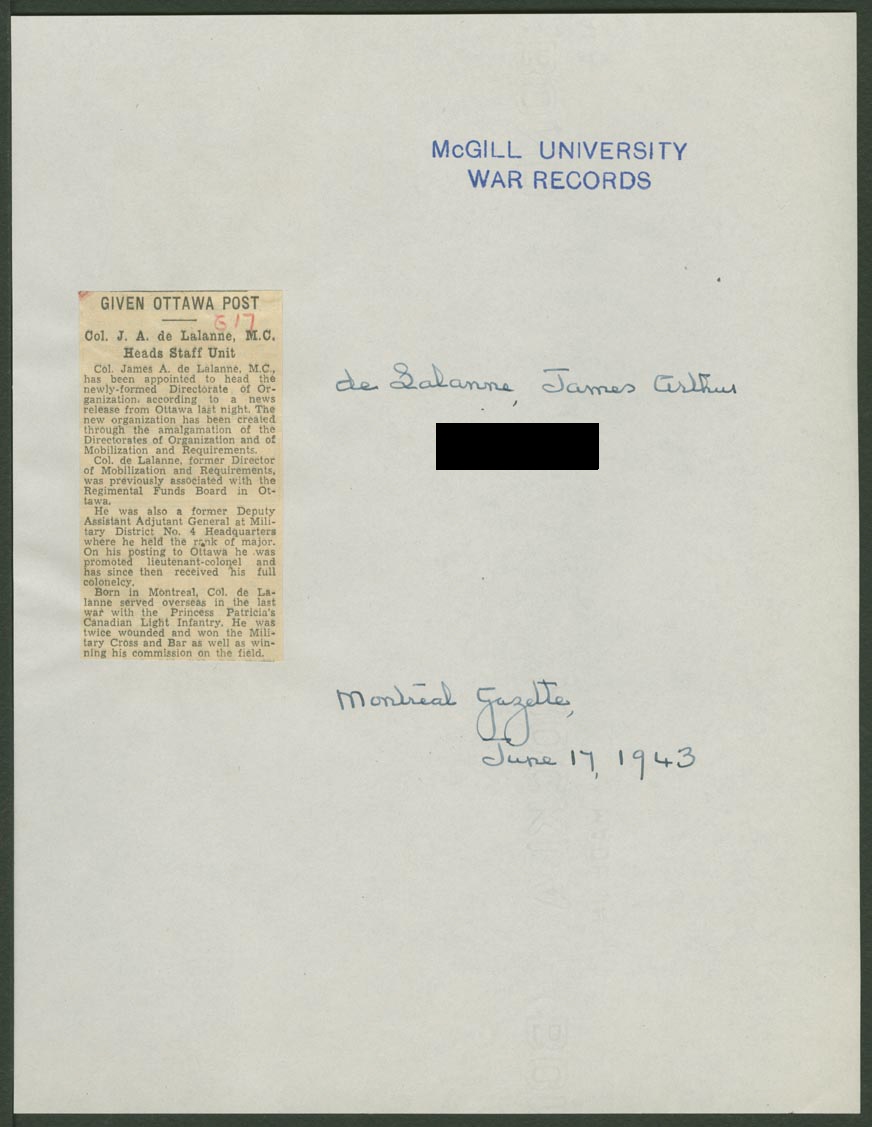 McGILL UNIVERSITY
WAR RECORDS
GIVEN OTTAWA POST
617
Col. J. A. de Lalanne, M.C.
Heads Staff Unit
Col. James A. de Lalanne, M.C.,
has been appointed to head the
newly-formed Directorate of Or-
ganization, according to a news
release from Ottawa last night. The
new organization has been created
through the amalgamation of the
Directorates of Organization and of
Mobilization and Requirements.
Col. de Lalanne, former Director
of Mobilization and Requirements,
was previously associated with the
Regimental Funds Board in Ot-
tawa.
He was also a former Deputy
Assistant Adjutant General at Mili-
tary District No. 4 Headquarters
where he held the rank of major.
On his posting to Ottawa he was
promoted lieutenant-colonel and
has since then received his full
colonelcy.
Born in Montreal, Col. de La-
lanne served overseas in the last
war with the Princess Patricia's
Canadian Light Infantry. He was
twice wounded and won the Mili-
tary Cross and Bar as well as win-
ning his commission on the field.
de Lalanne, James Arthur
Montreal Gazette,
June 17, 1943